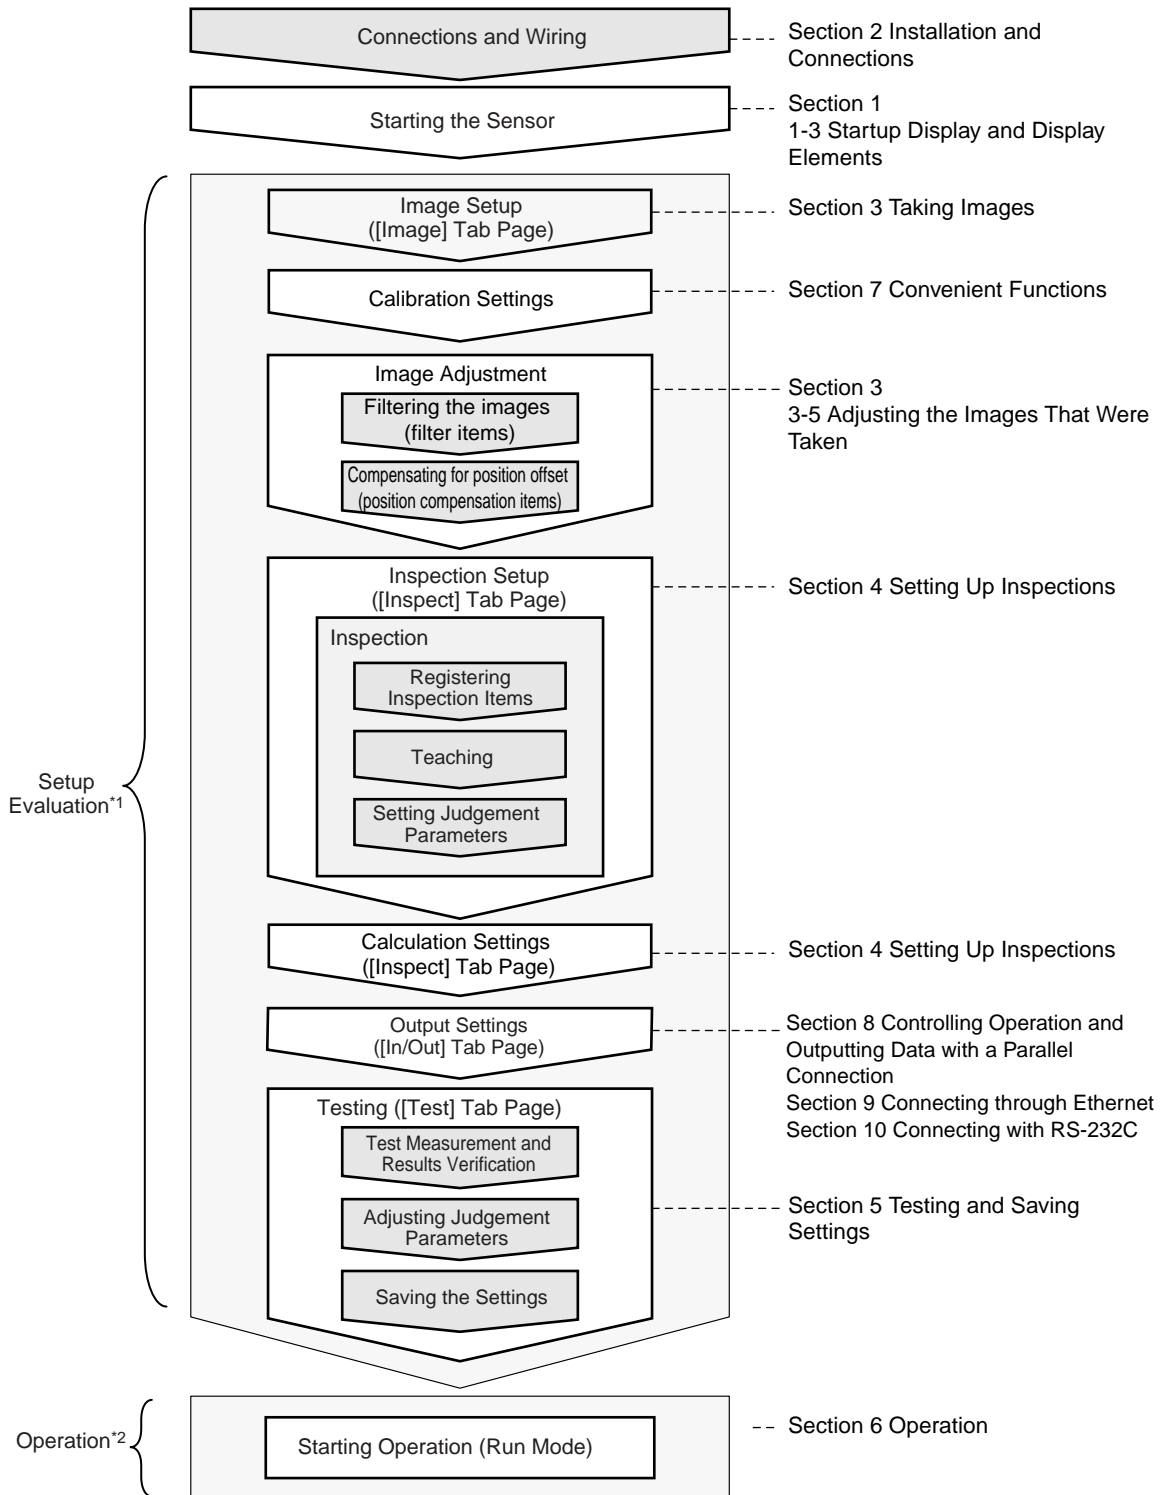 Connections and Wiring
Section 2 Installation and
Connections
Starting the Sensor
Section 1
1-3 Startup Display and Display
Elements
Image Setup
([Image] Tab Page)
Section 3 Taking Images
Calibration Settings
Section 7 Convenient Functions
Image Adjustment
Filtering the images
(filter items)
Compensating for position offset
(position compensation items)
Section 3
3-5 Adjusting the Images That Were
Taken
Inspection Setup
([Inspect] Tab Page)
Section 4 Setting Up Inspections
Inspection
Registering
Inspection Items
Teaching
Setting Judgement
Parameters
Setup
Evaluation*1
Calculation Settings
([Inspect] Tab Page)
Section 4 Setting Up Inspections
Output Settings
([In/Out] Tab Page)
Section 8 Controlling Operation and
Outputting Data with a Parallel
Connection
Section 9 Connecting through Ethernet
Section 10 Connecting with RS-232C
Testing ([Test] Tab Page)
Test Measurement and
Results Verification
Adjusting Judgement
Parameters
Saving the Settings
Section 5 Testing and Saving
Settings
Operation*2
Starting Operation (Run Mode)
Section 6 Operation